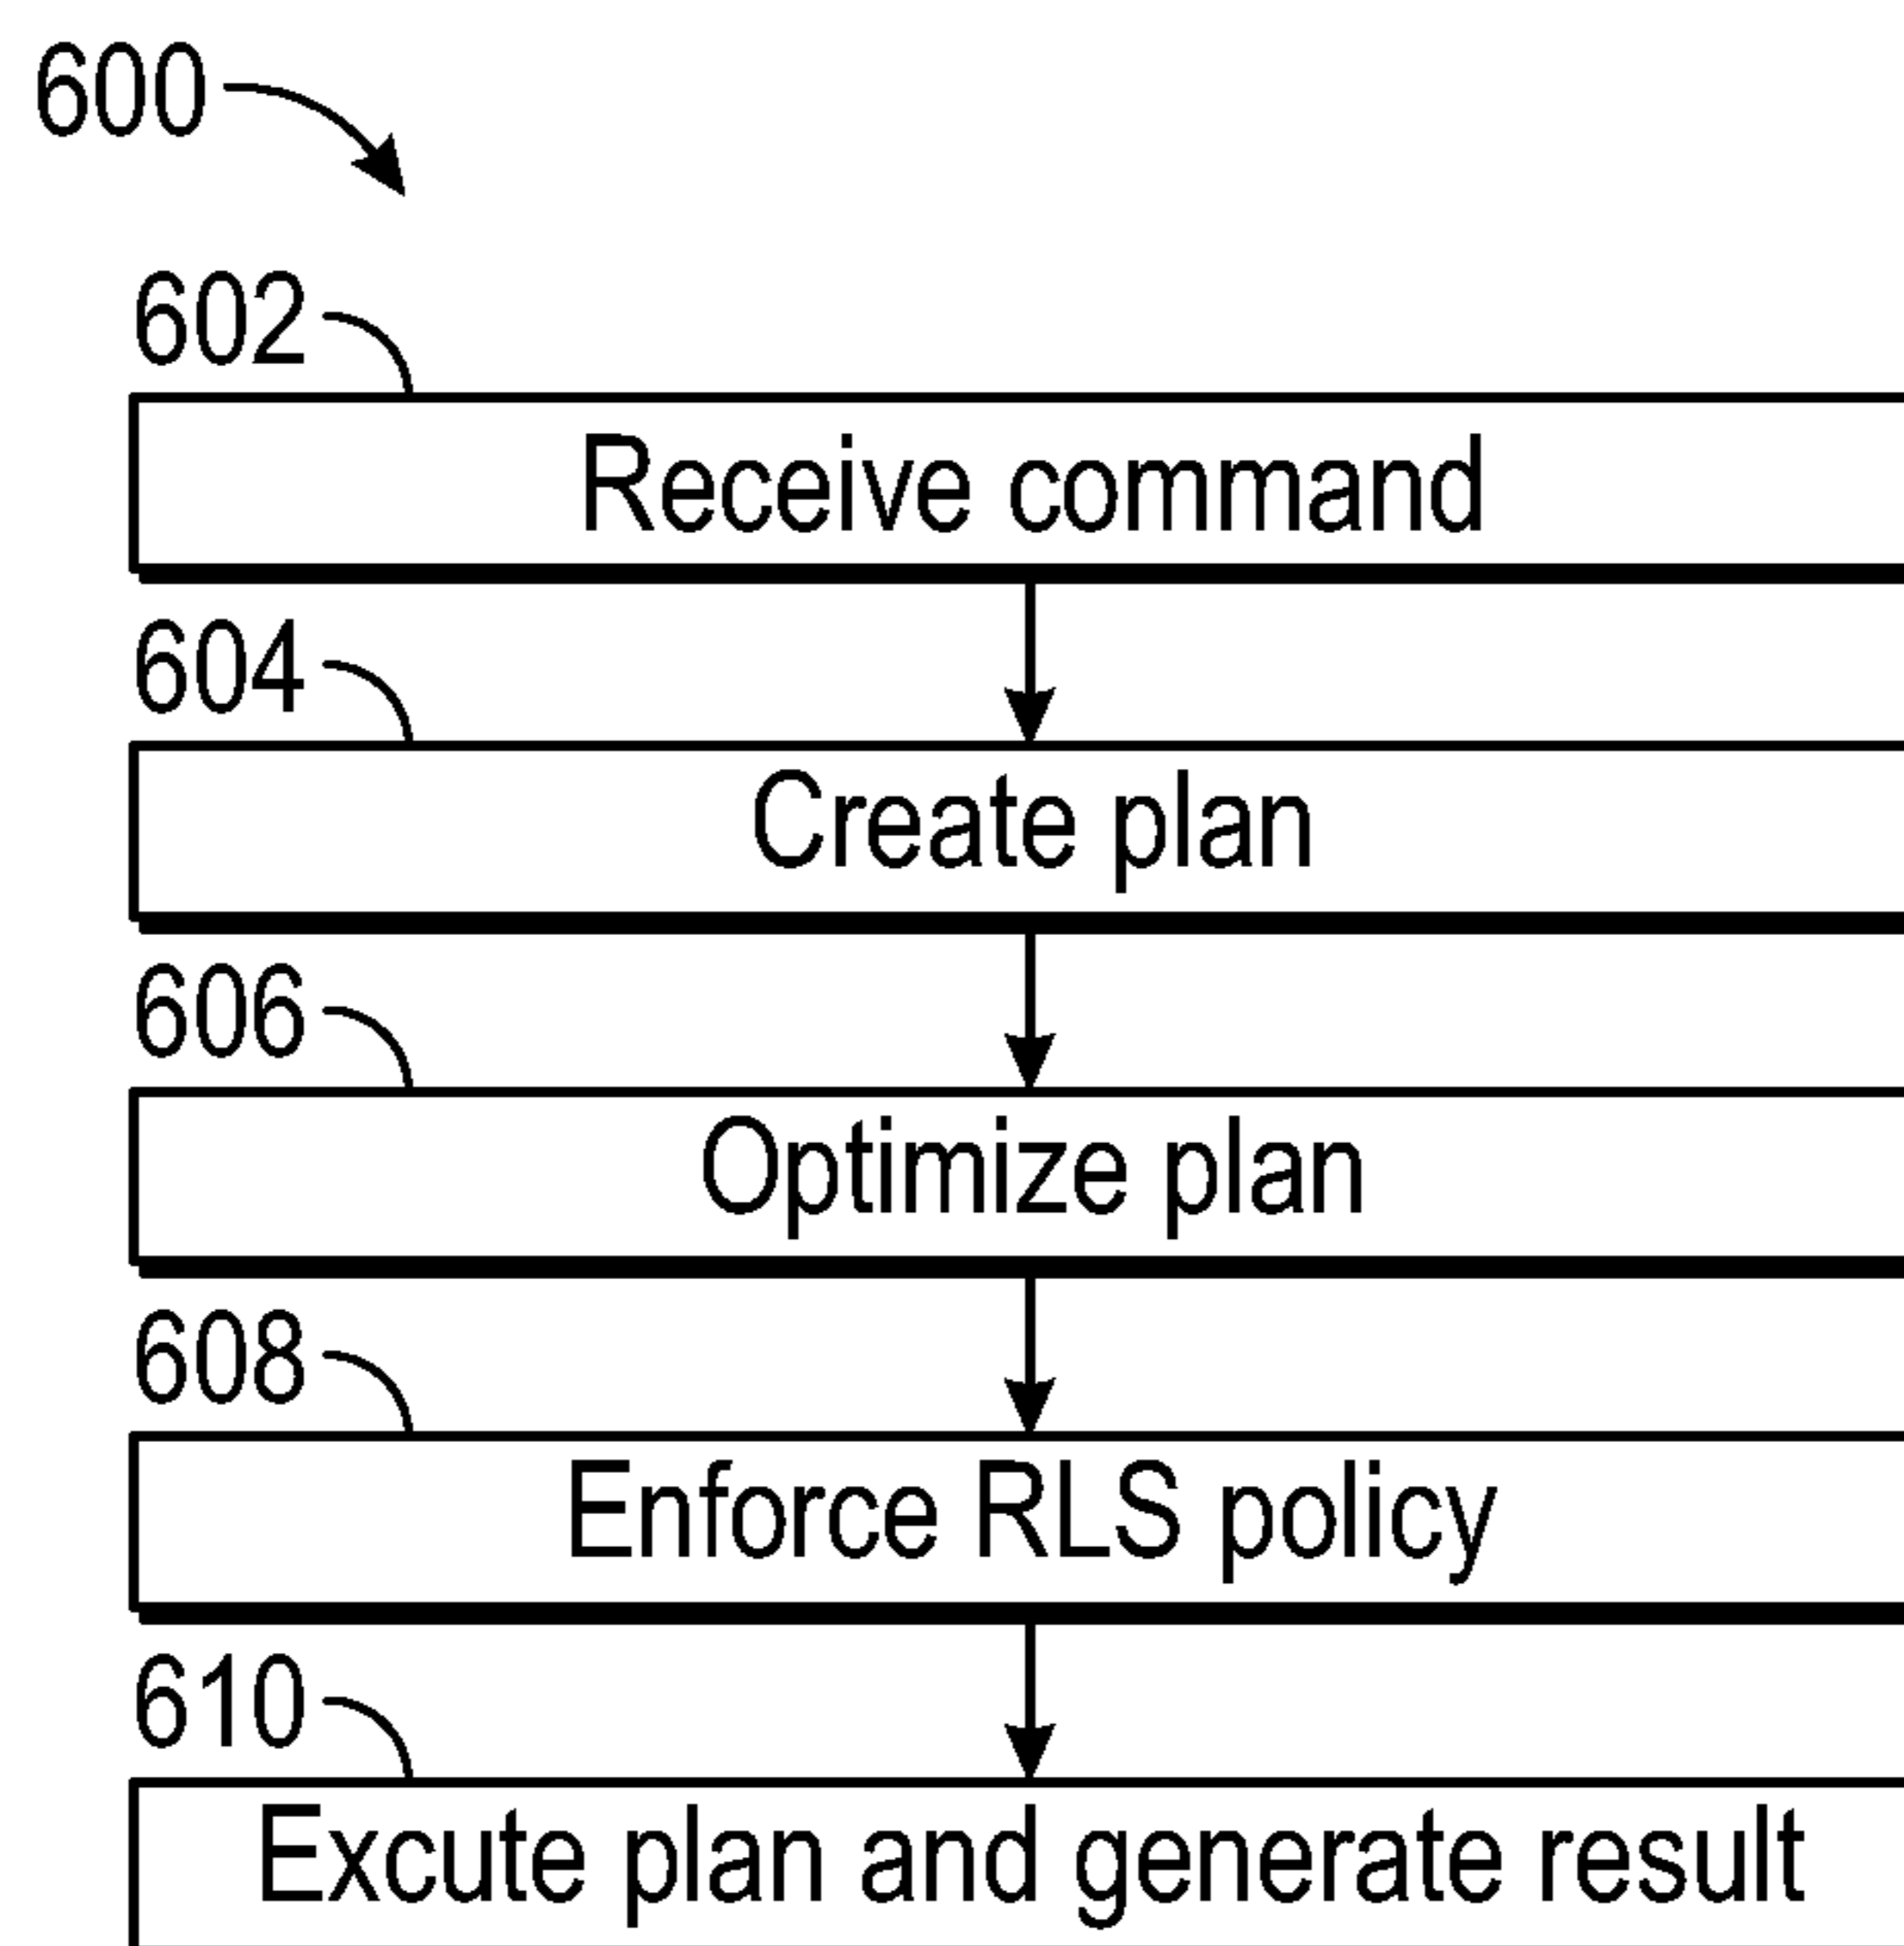 600
602
Receive command
604
Create plan
606
Optimize plan
608
Enforce RLS policy
610
Excute plan and generate result